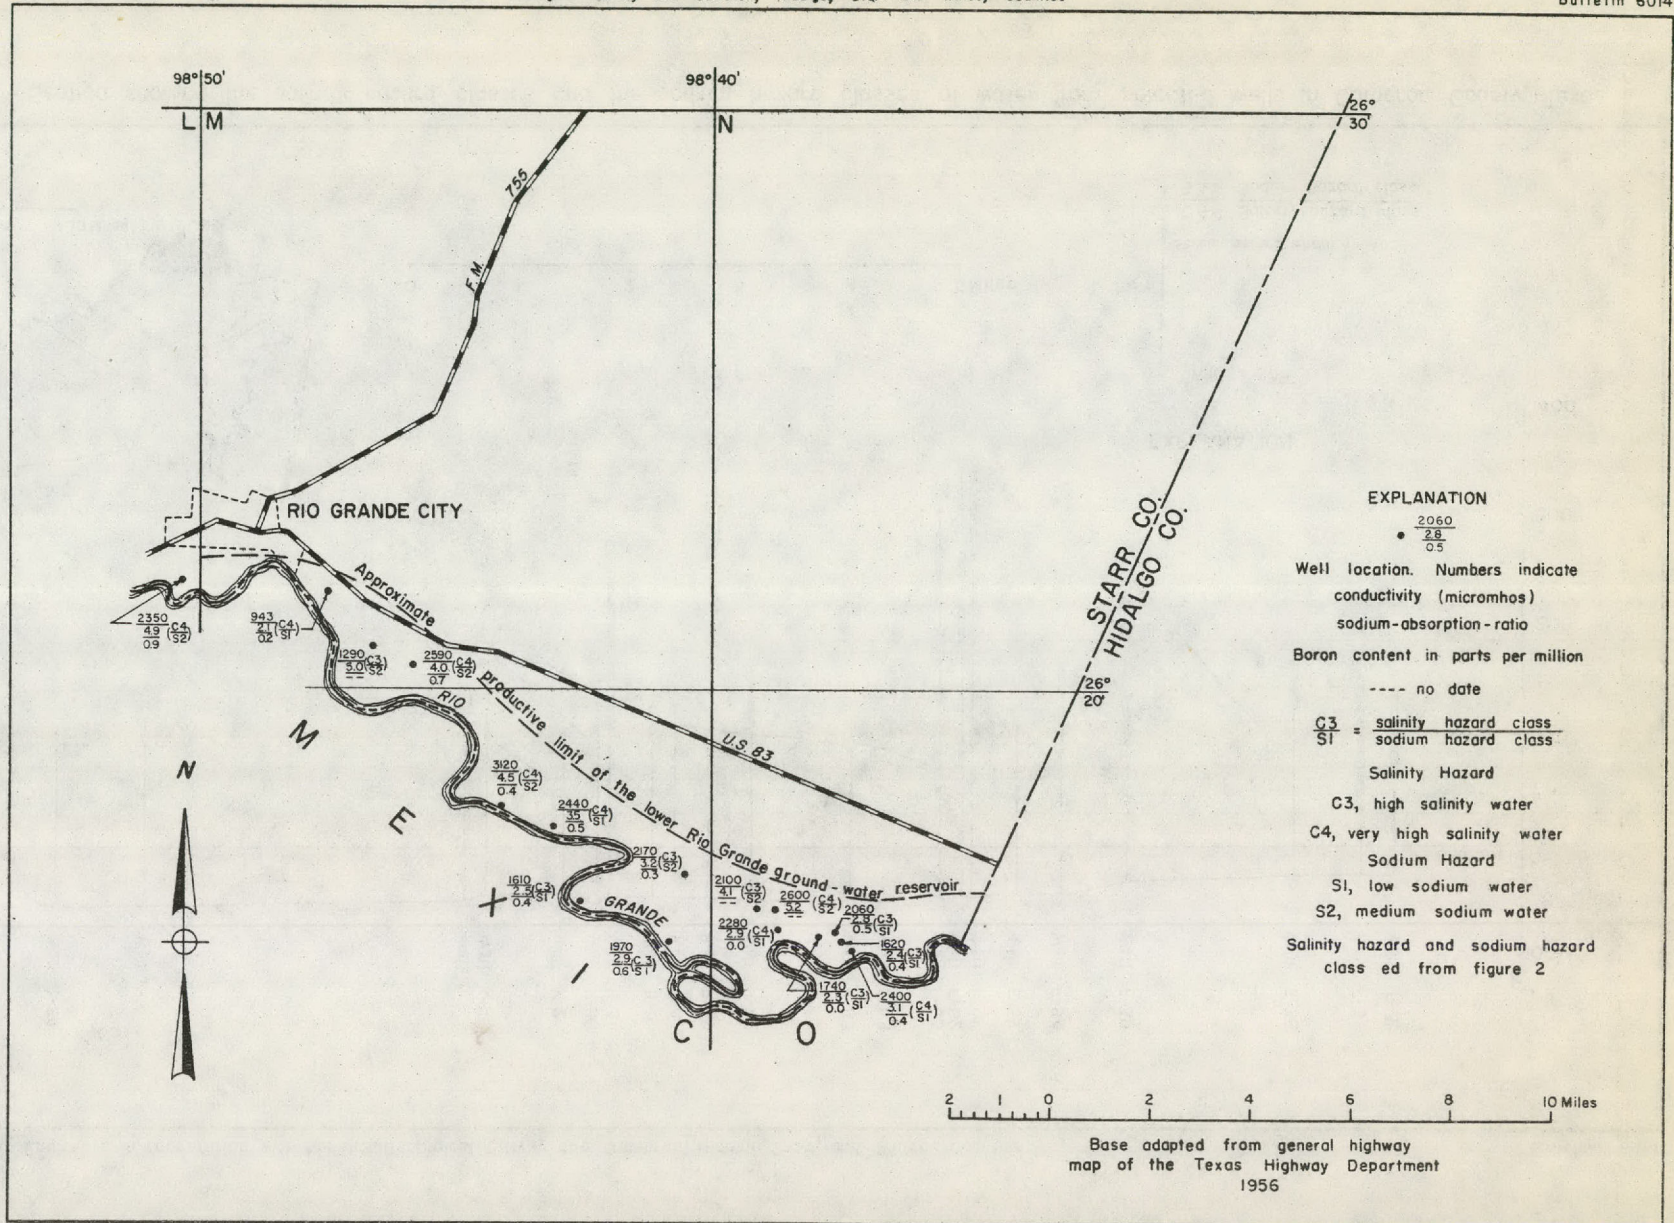 Bulletin 6014
98°50'
98°40'
L M
N
26°
30'
755
F. M.
RIO GRANDE CITY
STARR CO.
HIDALGO CO.
Approximate
productive limit of the lower Rio Grande ground-water reservoir
U.S. 83
26°
20'
2350
4.9 (C4
S2)
0.9
943
2.1 (C4
S1)
0.2
1290
5.0 (C3
S2)
--
2590
4.0 (C4
S2)
0.7
RIO
GRANDE
3120
4.5 (C4
S2)
0.4
2440
35 (C4
S1)
0.5
2170
3.2 (C3
S2)
0.3
1610
2.5 (C3
S1)
0.4
1970
2.9 (C3
S1)
0.6
2100
4.1 (C3
S2)
--
2600
5.2 (C4
S2)
--
2280
2.9 (C4
S1)
0.0
2060
2.8 (C3
S1)
0.5
1620
2.4 (C3
S1)
0.4
1740
2.3 (C3
S1)
0.0
2400
3.1 (C4
S1)
0.4
M E X I C O
N
EXPLANATION
2060
2.8
0.5
Well location. Numbers indicate
conductivity (micromhos)
sodium-absorption-ratio
Boron content in parts per million
---- no date
C3 = salinity hazard class
S1 sodium hazard class
Salinity Hazard
C3, high salinity water
C4, very high salinity water
Sodium Hazard
S1, low sodium water
S2, medium sodium water
Salinity hazard and sodium hazard
class ed from figure 2
2 1 0 2 4 6 8 10 Miles
Base adapted from general highway
map of the Texas Highway Department
1956